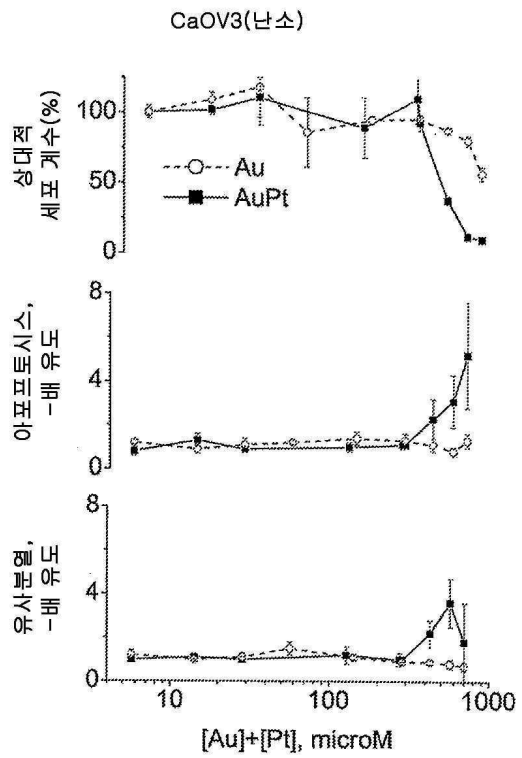 CaOV3(난소)
상대적
세포 계수(%)
100
50
0
Au
AuPt
아포프토시스,
-배 유도
8
4
0
유사분열,
-배 유도
8
4
0
10
100
1000
[Au]+[Pt], microM